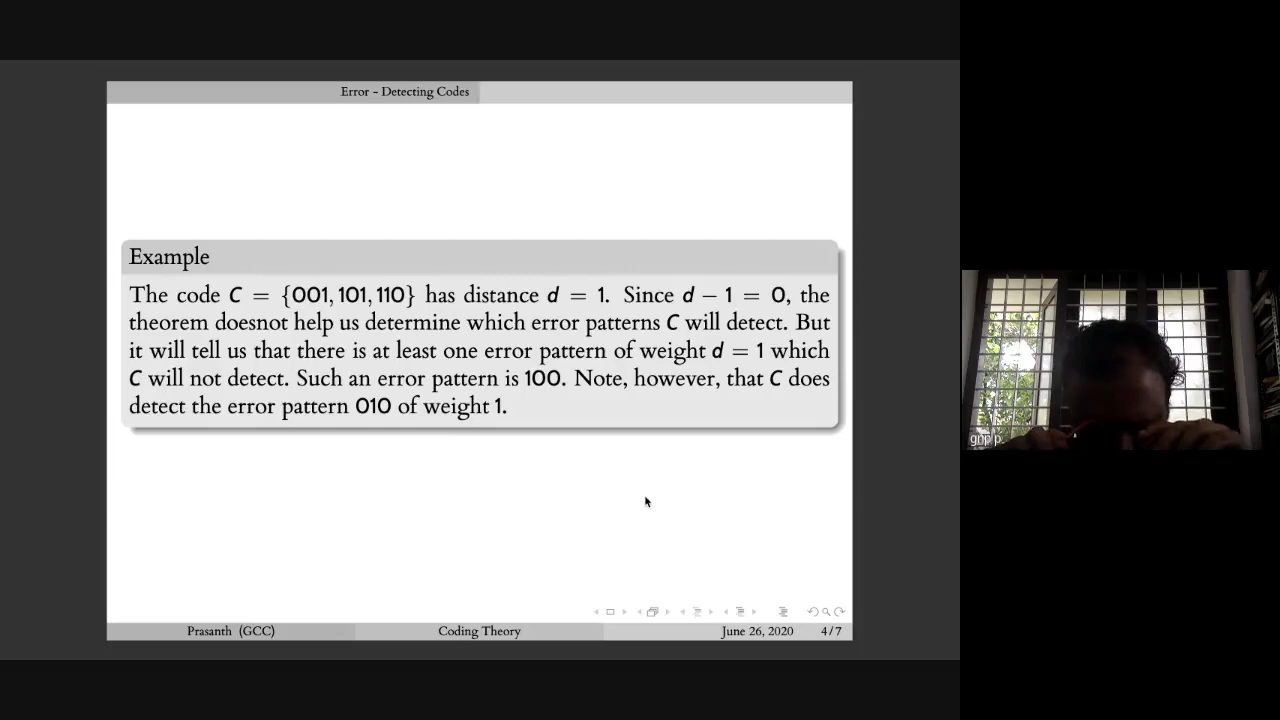 Error - Detecting Codes
Example
The code C = {001, 101, 110} has distance d = 1. Since d − 1 = 0, the
theorem doesnot help us determine which error patterns C will detect. But
it will tell us that there is at least one error pattern of weight d = 1 which
C will not detect. Such an error pattern is 100. Note, however, that C does
detect the error pattern 010 of weight 1.
Prasanth (GCC) Coding Theory June 26, 2020 4/7
gnp p